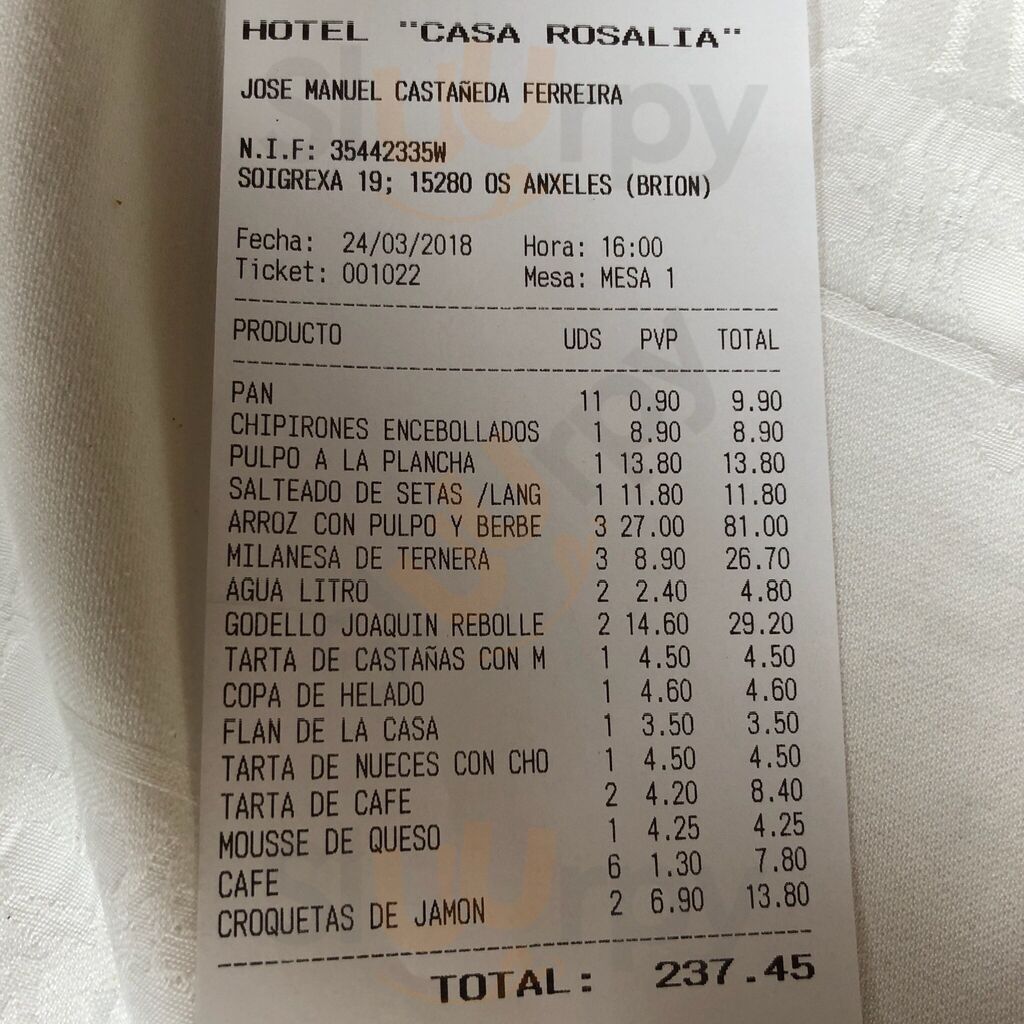 HOTEL "CASA ROSALIA"
JOSE MANUEL CASTAÑEDA FERREIRA
N.I.F: 35442335W
SOIGREXA 19; 15280 OS ANXELES (BRION)
Fecha: 24/03/2018 Hora: 16:00
Ticket: 001022 Mesa: MESA 1
PRODUCTO UDS PVP TOTAL
PAN 11 0.90 9.90
CHIPIRONES ENCEBOLLADOS 1 8.90 8.90
PULPO A LA PLANCHA 1 13.80 13.80
SALTEADO DE SETAS /LANG 1 11.80 11.80
ARROZ CON PULPO Y BERBE 3 27.00 81.00
MILANESA DE TERNERA 3 8.90 26.70
AGUA LITRO 2 2.40 4.80
GODELLO JOAQUIN REBOLLE 2 14.60 29.20
TARTA DE CASTAÑAS CON M 1 4.50 4.50
COPA DE HELADO 1 4.60 4.60
FLAN DE LA CASA 1 3.50 3.50
TARTA DE NUECES CON CHO 1 4.50 4.50
TARTA DE CAFE 2 4.20 8.40
MOUSSE DE QUESO 1 4.25 4.25
CAFE 6 1.30 7.80
CROQUETAS DE JAMON 2 6.90 13.80
TOTAL: 237.45
Sluurpy
Sluurpy
Sluurpy